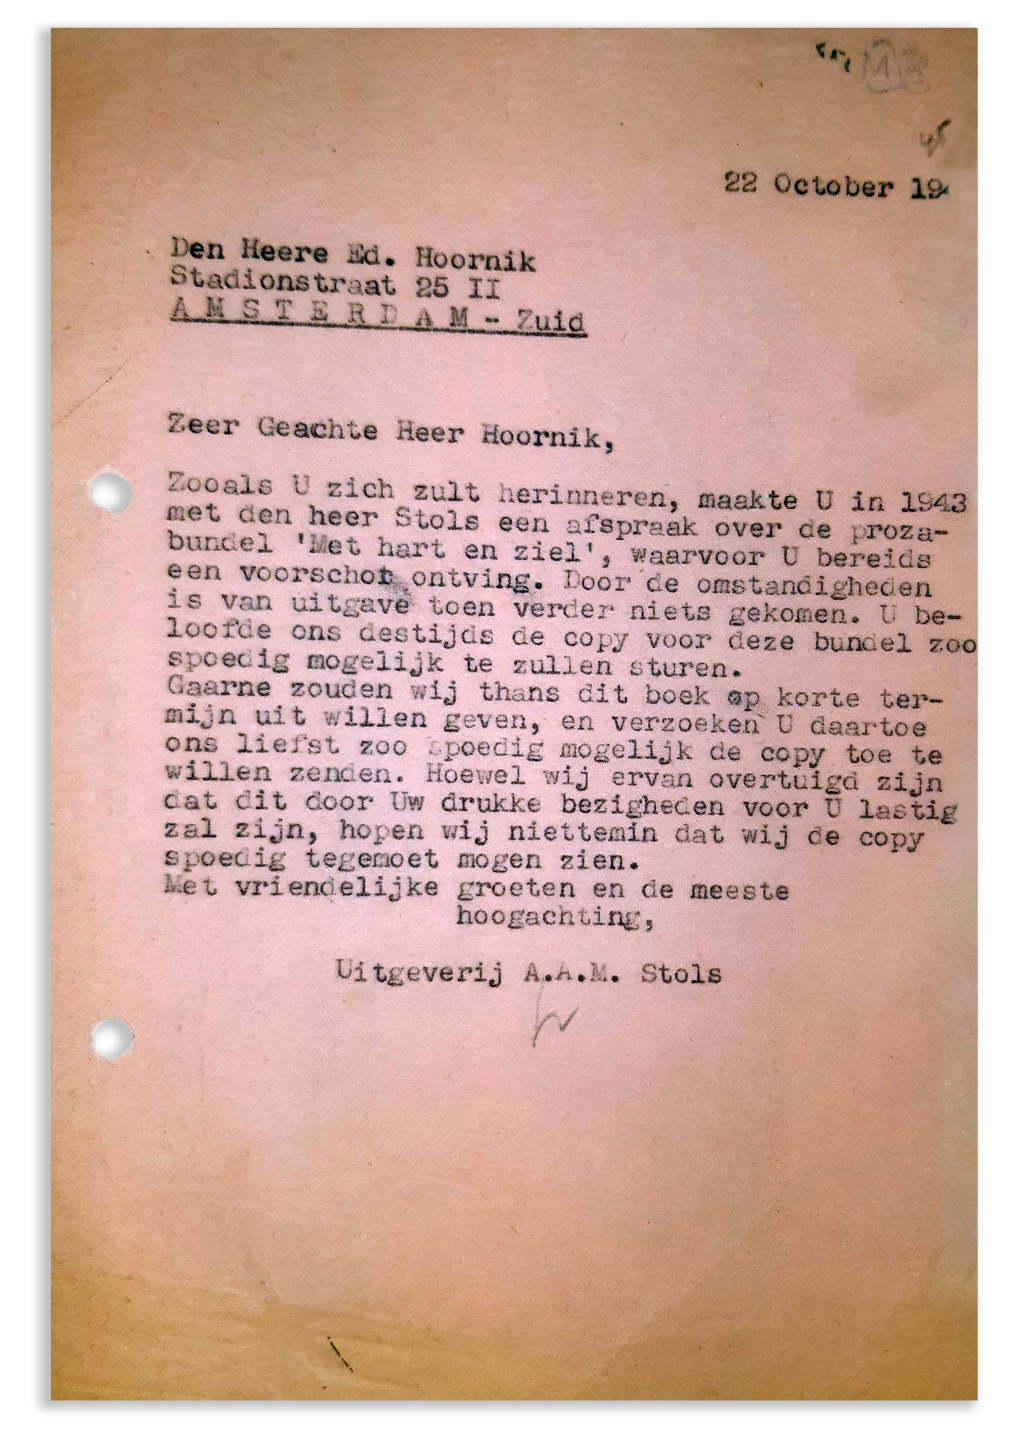 45
22 October 19
Den Heere Ed. Hoornik
Stadionstraat 25 II
A M S T E R D A M - Zuid
Zeer Geachte Heer Hoornik,
Zooals U zich zult herinneren, maakte U in 1943
met den heer Stols een afspraak over de proza-
bundel 'Met hart en ziel', waarvoor U bereids
een voorschot ontving. Door de omstandigheden
is van uitgave toen verder niets gekomen. U be-
loofde ons destijds de copy voor deze bundel zoo
spoedig mogelijk te zullen sturen.
Gaarne zouden wij thans dit boek op korte ter-
mijn uit willen geven, en verzoeken U daartoe
ons liefst zoo spoedig mogelijk de copy toe te
willen zenden. Hoewel wij ervan overtuigd zijn
dat dit door Uw drukke bezigheden voor U lastig
zal zijn, hopen wij niettemin dat wij de copy
spoedig tegemoet mogen zien.
Met vriendelijke groeten en de meeste
hoogachting,
Uitgeverij A.A.M. Stols